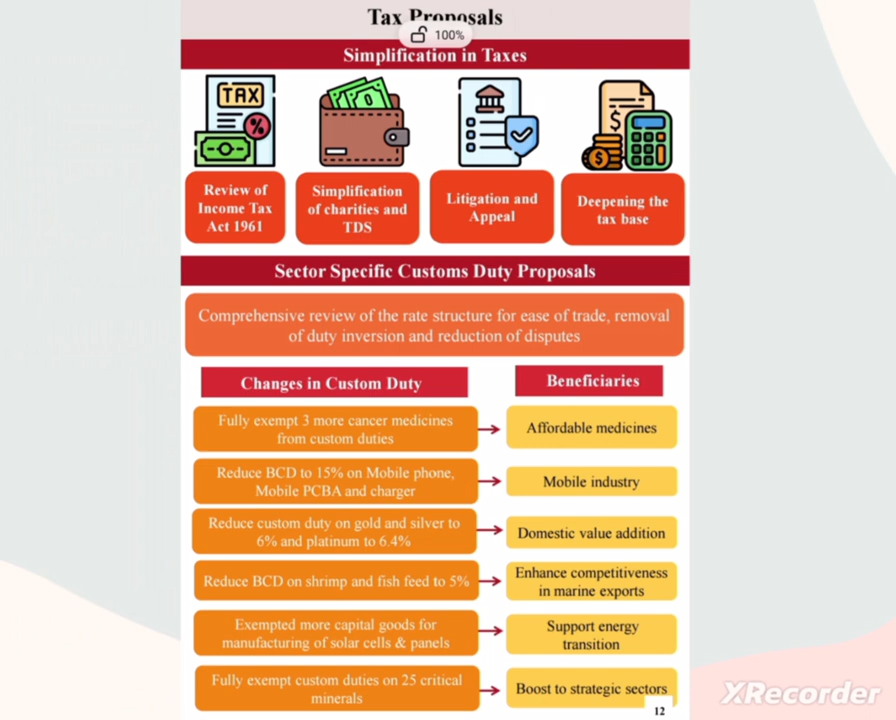 Tax Proposals
100%
Simplification in Taxes
TAX
%
Review of
Income Tax
Act 1961
Simplification
of charities and
TDS
Litigation and
Appeal
Deepening the
tax base
Sector Specific Customs Duty Proposals
Comprehensive review of the rate structure for ease of trade, removal
of duty inversion and reduction of disputes
Changes in Custom Duty
Beneficiaries
Fully exempt 3 more cancer medicines
from custom duties
Affordable medicines
Reduce BCD to 15% on Mobile phone,
Mobile PCBA and charger
Mobile industry
Reduce custom duty on gold and silver to
6% and platinum to 6.4%
Domestic value addition
Reduce BCD on shrimp and fish feed to 5%
Enhance competitiveness
in marine exports
Exempted more capital goods for
manufacturing of solar cells & panels
Support energy
transition
Fully exempt custom duties on 25 critical
minerals
Boost to strategic sectors
12
XRecorder